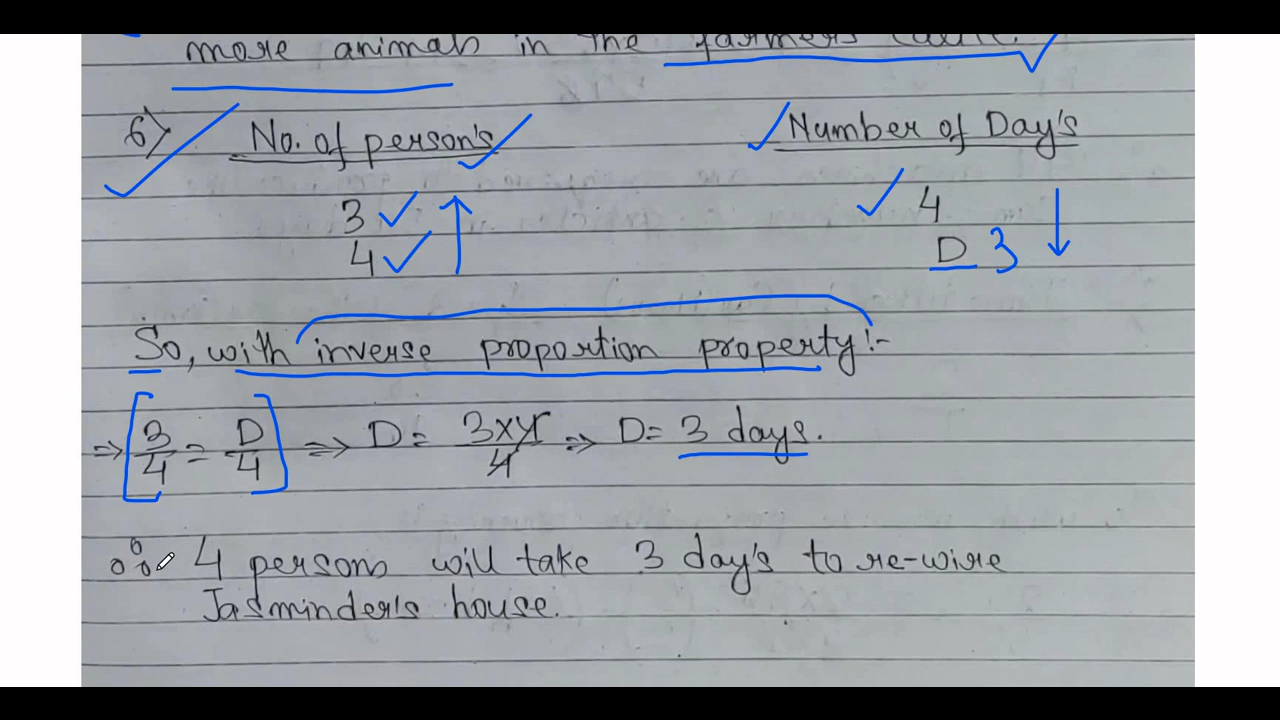 more animals in the farmers
6) No. of person's Number of Day's
3 4
4 D 3
So, with inverse proportion property:-
⇒ [3/4 = D/4] ⇒ D = 3×4/4 ⇒ D = 3 days.
∴ 4 persons will take 3 day's to re-wire
Jasminder's house.